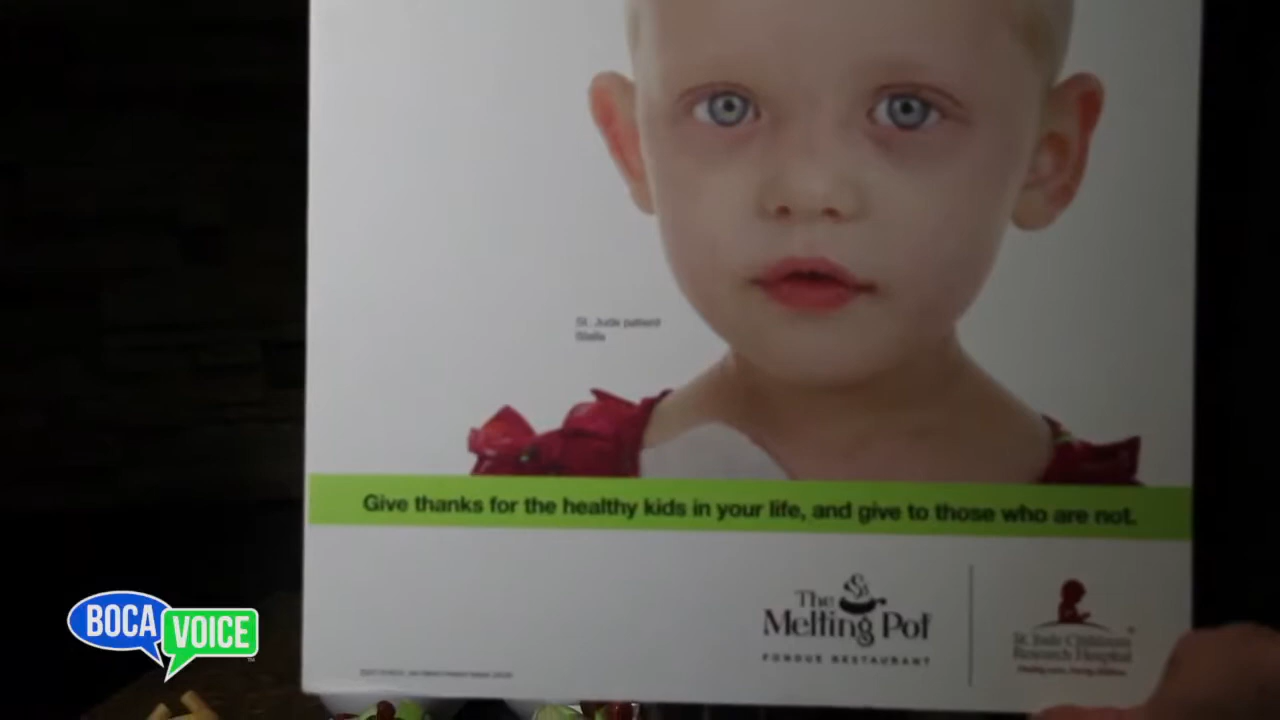 St. Jude patient
Stella
Give thanks for the healthy kids in your life, and give to those who are not.
The
Melting Pot
FONDUE RESTAURANT
St. Jude Children's
Research Hospital
BOCA
VOICE